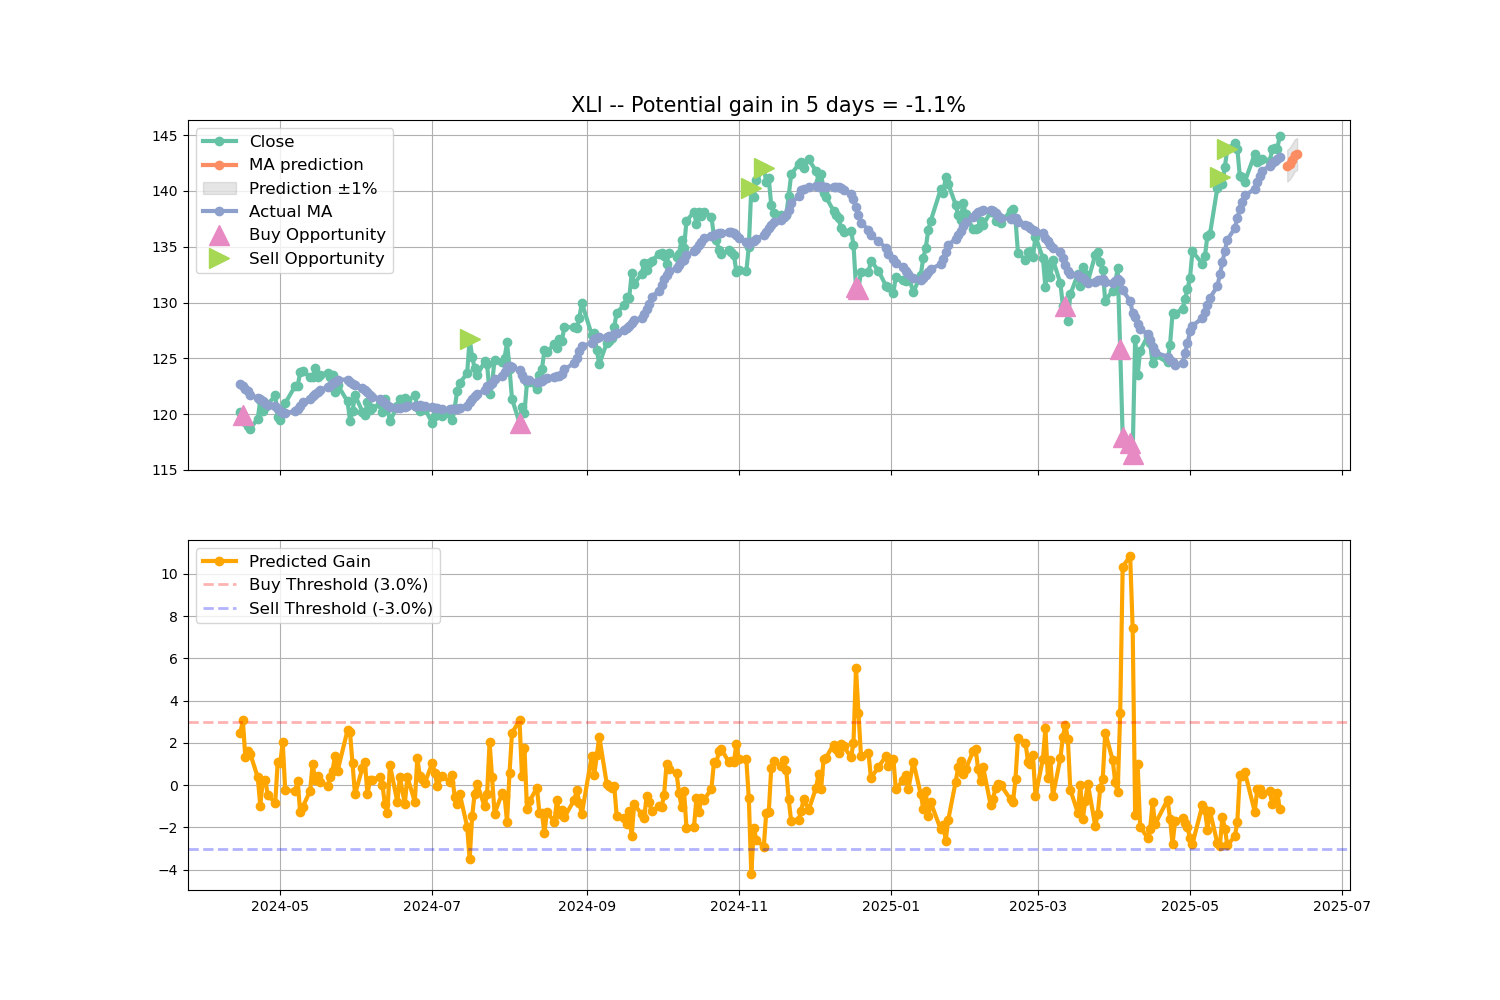 XLI -- Potential gain in 5 days = -1.1%
145
140
135
130
125
120
115
Close
MA prediction
Prediction ±1%
Actual MA
Buy Opportunity
Sell Opportunity
10
8
6
4
2
0
−2
−4
Predicted Gain
Buy Threshold (3.0%)
Sell Threshold (-3.0%)
2024-05
2024-07
2024-09
2024-11
2025-01
2025-03
2025-05
2025-07